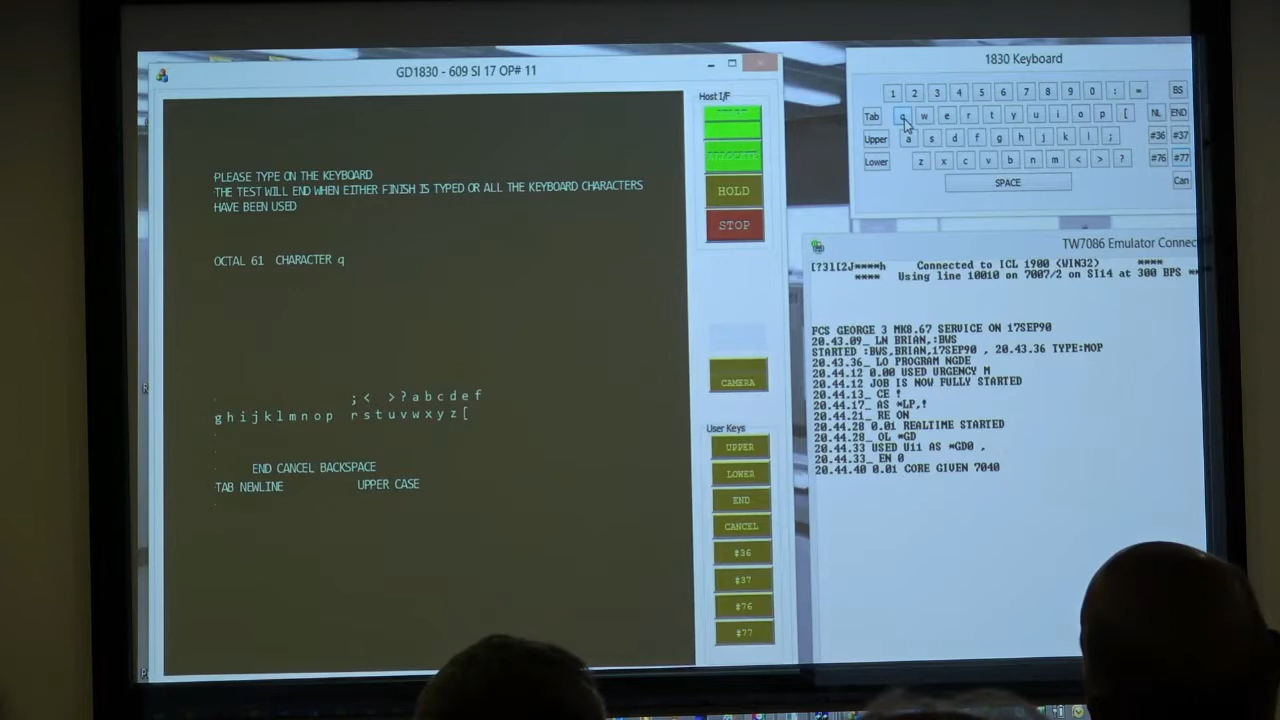 GD1830 - 609 SI 17 OP# 11
PLEASE TYPE ON THE KEYBOARD
THE TEST WILL END WHEN EITHER FINISH IS TYPED OR ALL THE KEYBOARD CHARACTERS
HAVE BEEN USED
OCTAL 61 CHARACTER q
; < > ? a b c d e f
g h i j k l m n o p r s t u v w x y z [
END CANCEL BACKSPACE
TAB NEWLINE UPPER CASE
Host I/F
ALLOCATE
HOLD
STOP
CAMERA
User Keys
UPPER
LOWER
END
CANCEL
#36
#37
#76
#77
1830 Keyboard
1 2 3 4 5 6 7 8 9 0 : = BS
Tab q w e r t y u i o p [ NL END
Upper a s d f g h j k l ; #36 #37
Lower z x c v b n m < > ? #76 #77
SPACE Can
TW7086 Emulator Connec
[?3l[2J****h Connected to ICL 1900 (WIN32) ****
**** Using line 10010 on 7007/2 on SI14 at 300 BPS **
FCS GEORGE 3 MK8.67 SERVICE ON 17SEP90
20.43.09_ LN BRIAN,:BWS
STARTED :BWS,BRIAN,17SEP90 , 20.43.36 TYPE:MOP
20.43.36_ LO PROGRAM NGDE
20.44.12 0.00 USED URGENCY M
20.44.12 JOB IS NOW FULLY STARTED
20.44.13_ CE !
20.44.17_ AS *LP,!
20.44.21_ RE ON
20.44.28 0.01 REALTIME STARTED
20.44.28_ OL *GD
20.44.33 USED U11 AS *GD0 ,
20.44.33_ EN 0
20.44.40 0.01 CORE GIVEN 7040